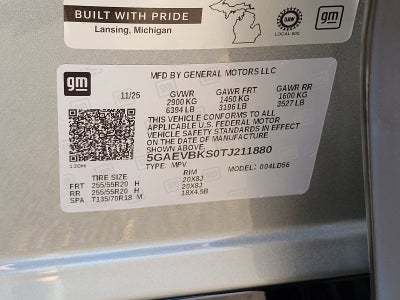 BUILT WITH PRIDE
Lansing, Michigan
UAW
LOCAL 602
gm
gm
MFD BY GENERAL MOTORS LLC
11/25 GVWR GAWR FRT GAWR RR
2900 KG 1450 KG 1600 KG
6394 LB 3196 LB 3527 LB
THIS VEHICLE CONFORMS TO ALL
APPLICABLE U.S. FEDERAL MOTOR
VEHICLE SAFETY STANDARDS IN EFFECT
ON THE DATE OF MANUFACTURE
SHOWN ABOVE.
5GAEVBKS0TJ211880
TYPE: MPV MODEL: 004LD56
TIRE SIZE RIM
FRT 255/55R20 H 20X8J
RR 255/55R20 H 20X8J
SPA T135/70R18 M 18X4.5B